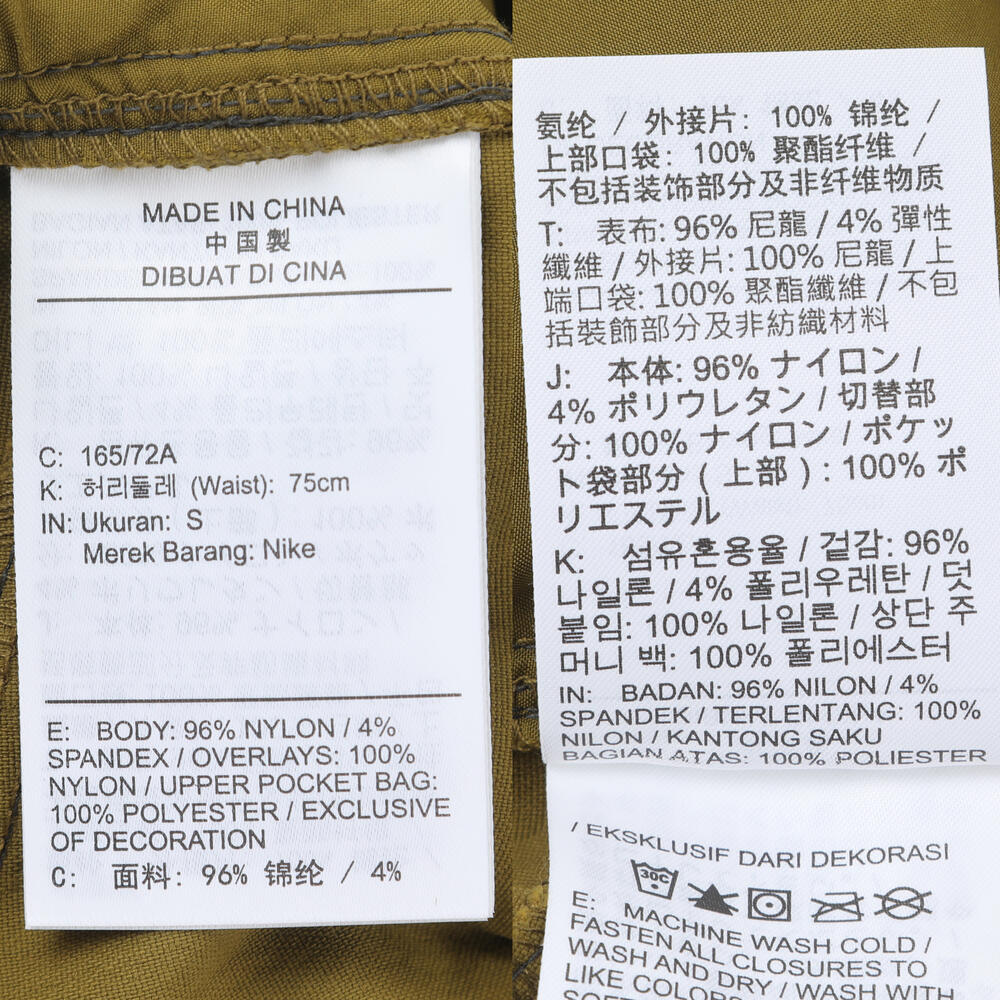 MADE IN CHINA
中国製
DIBUAT DI CINA
C: 165/72A
K: 허리둘레 (Waist): 75cm
IN: Ukuran: S
Merek Barang: Nike
E: BODY: 96% NYLON / 4%
SPANDEX / OVERLAYS: 100%
NYLON / UPPER POCKET BAG:
100% POLYESTER / EXCLUSIVE
OF DECORATION
C: 面料: 96% 锦纶 / 4%
氨纶 / 外接片: 100% 锦纶 /
上部口袋: 100% 聚酯纤维 /
不包括装饰部分及非纤维物质
T: 表布: 96% 尼龍 / 4% 彈性
纖維 / 外接片: 100% 尼龍 / 上
端口袋: 100% 聚酯纖維 / 不包
括裝飾部分及非紡織材料
J: 本体: 96% ナイロン /
4% ポリウレタン / 切替部
分: 100% ナイロン / ポケッ
ト袋部分 ( 上部 ) : 100% ポ
リエステル
K: 섬유혼용율 / 겉감: 96%
나일론 / 4% 폴리우레탄 / 덧
붙임: 100% 나일론 / 상단 주
머니 백: 100% 폴리에스터
IN: BADAN: 96% NILON / 4%
SPANDEK / TERLENTANG: 100%
NILON / KANTONG SAKU
BAGIAN ATAS: 100% POLIESTER
/ EKSKLUSIF DARI DEKORASI
30C
E: MACHINE WASH COLD /
FASTEN ALL CLOSURES TO
WASH AND DRY / WASH WITH
LIKE COLORS